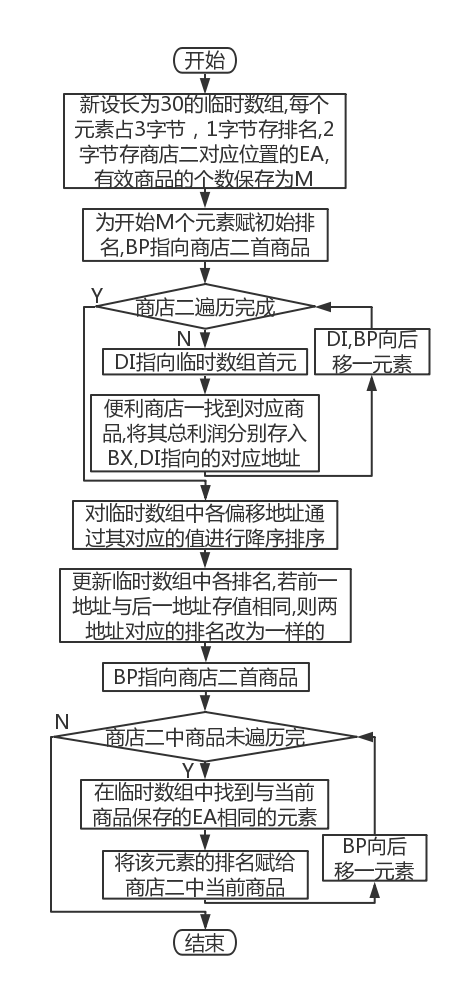 开始
新设长为30的临时数组,每个
元素占3字节，1字节存排名,2
字节存商店二对应位置的EA,
有效商品的个数保存为M
为开始M个元素赋初始排
名,BP指向商店二首商品
Y
商店二遍历完成
N
DI,BP向后
移一元素
DI指向临时数组首元
便利商店一找到对应商
品,将其总利润分别存入
BX,DI指向的对应地址
对临时数组中各偏移地址通
过其对应的值进行降序排序
更新临时数组中各排名,若前一
地址与后一地址存值相同,则两
地址对应的排名改为一样的
BP指向商店二首商品
N
商店二中商品未遍历完
Y
在临时数组中找到与当前
商品保存的EA相同的元素
BP向后
移一元素
将该元素的排名赋给
商店二中当前商品
结束